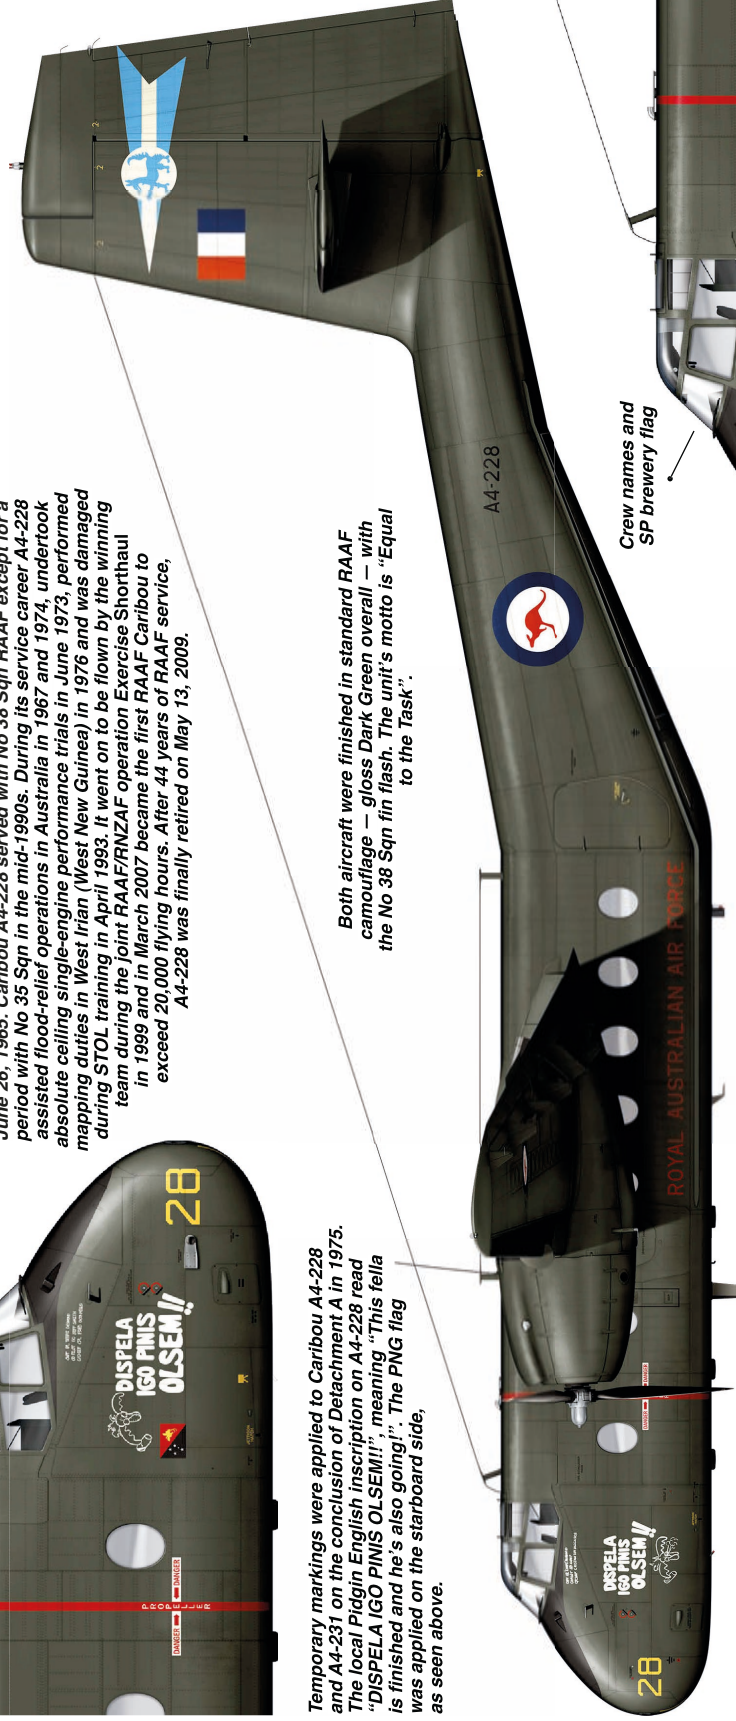 June 26, 1965. Caribou A4-228 served with No 38 Sqn RAAF except for a
period with No 35 Sqn in the mid-1990s. During its service career A4-228
assisted flood-relief operations in Australia in 1967 and 1974, undertook
absolute ceiling single-engine performance trials in June 1973, performed
mapping duties in West Irian (West New Guinea) in 1976 and was damaged
during STOL training in April 1993. It went on to be flown by the winning
team during the joint RAAF/RNZAF operation Exercise Shorthaul
in 1999 and in March 2007 became the first RAAF Caribou to
exceed 20,000 flying hours. After 44 years of RAAF service,
A4-228 was finally retired on May 13, 2009.
28
DISPELA
IGO PINIS
OLSEM!!
DANGER
PROPELLER
DANGER
Both aircraft were finished in standard RAAF
camouflage – gloss Dark Green overall – with
the No 38 Sqn fin flash. The unit's motto is “Equal
to the Task”.
Temporary markings were applied to Caribou A4-228
and A4-231 on the conclusion of Detachment A in 1975.
The local Pidgin English inscription on A4-228 read
“DISPELA IGO PINIS OLSEM!!”, meaning “This fella
is finished and he's also going!”. The PNG flag
was applied on the starboard side,
as seen above.
A4-228
ROYAL AUSTRALIAN AIR FORCE
DANGER
DANGER
DISPELA
IGO PINIS
OLSEM!!
28
Crew names and
SP brewery flag